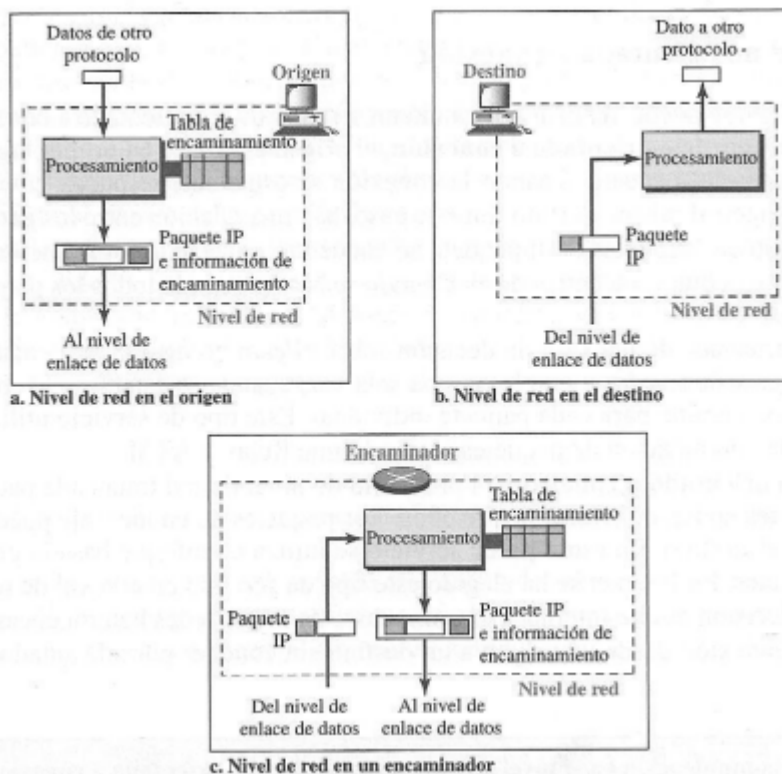 Datos de otro
protocolo
Origen
Tabla de
encaminamiento
Procesamiento
Paquete IP
e información de
encaminamiento
Nivel de red
Al nivel de
enlace de datos
a. Nivel de red en el origen
Dato a otro
protocolo
Destino
Procesamiento
Paquete
IP
Nivel de red
Del nivel de
enlace de datos
b. Nivel de red en el destino
Encaminador
Tabla de
encaminamiento
Procesamiento
Paquete
IP
Paquete IP
e información de
encaminamiento
Nivel de red
Del nivel de
enlace de datos
Al nivel de
enlace de datos
c. Nivel de red en un encaminador